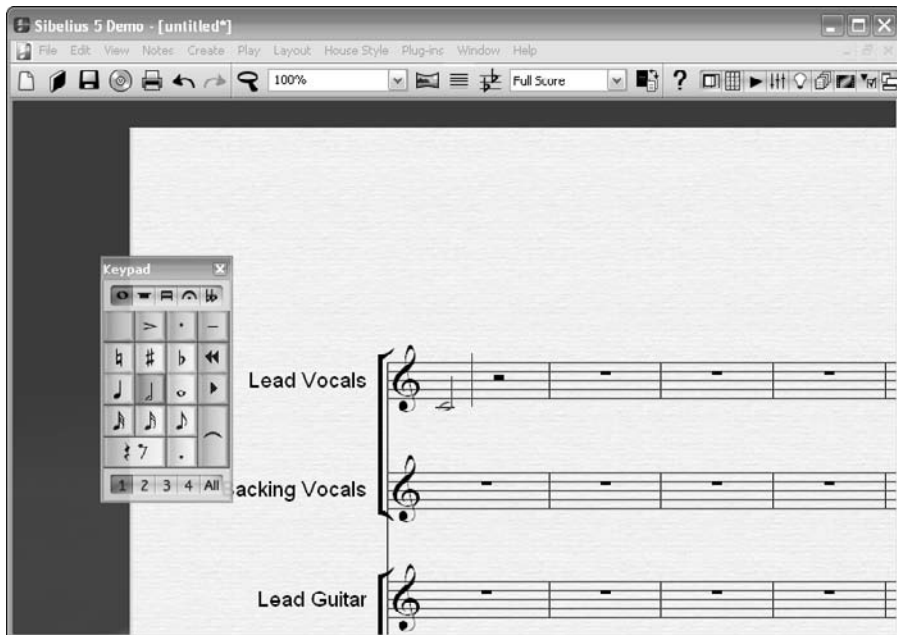 Sibelius 5 Demo - [untitled*]
File Edit View Notes Create Play Layout House Style Plug-ins Window Help
100% Full Score
Keypad
Lead Vocals
1 2 3 4 All
Backing Vocals
Lead Guitar